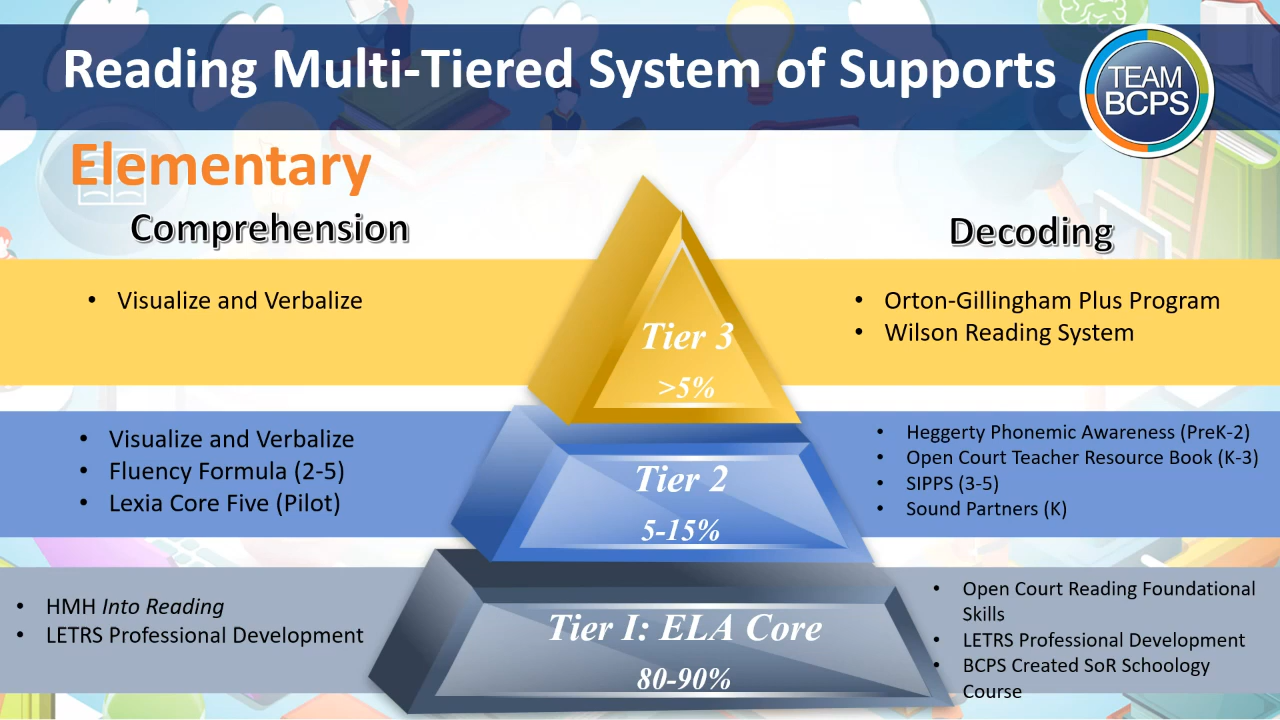 Reading Multi-Tiered System of Supports
TEAM
BCPS
Elementary
Comprehension
Decoding
• Visualize and Verbalize
Tier 3
>5%
• Orton-Gillingham Plus Program
• Wilson Reading System
• Visualize and Verbalize
• Fluency Formula (2-5)
• Lexia Core Five (Pilot)
Tier 2
5-15%
• Heggerty Phonemic Awareness (PreK-2)
• Open Court Teacher Resource Book (K-3)
• SIPPS (3-5)
• Sound Partners (K)
• HMH Into Reading
• LETRS Professional Development
Tier I: ELA Core
80-90%
• Open Court Reading Foundational
Skills
• LETRS Professional Development
• BCPS Created SoR Schoology
Course